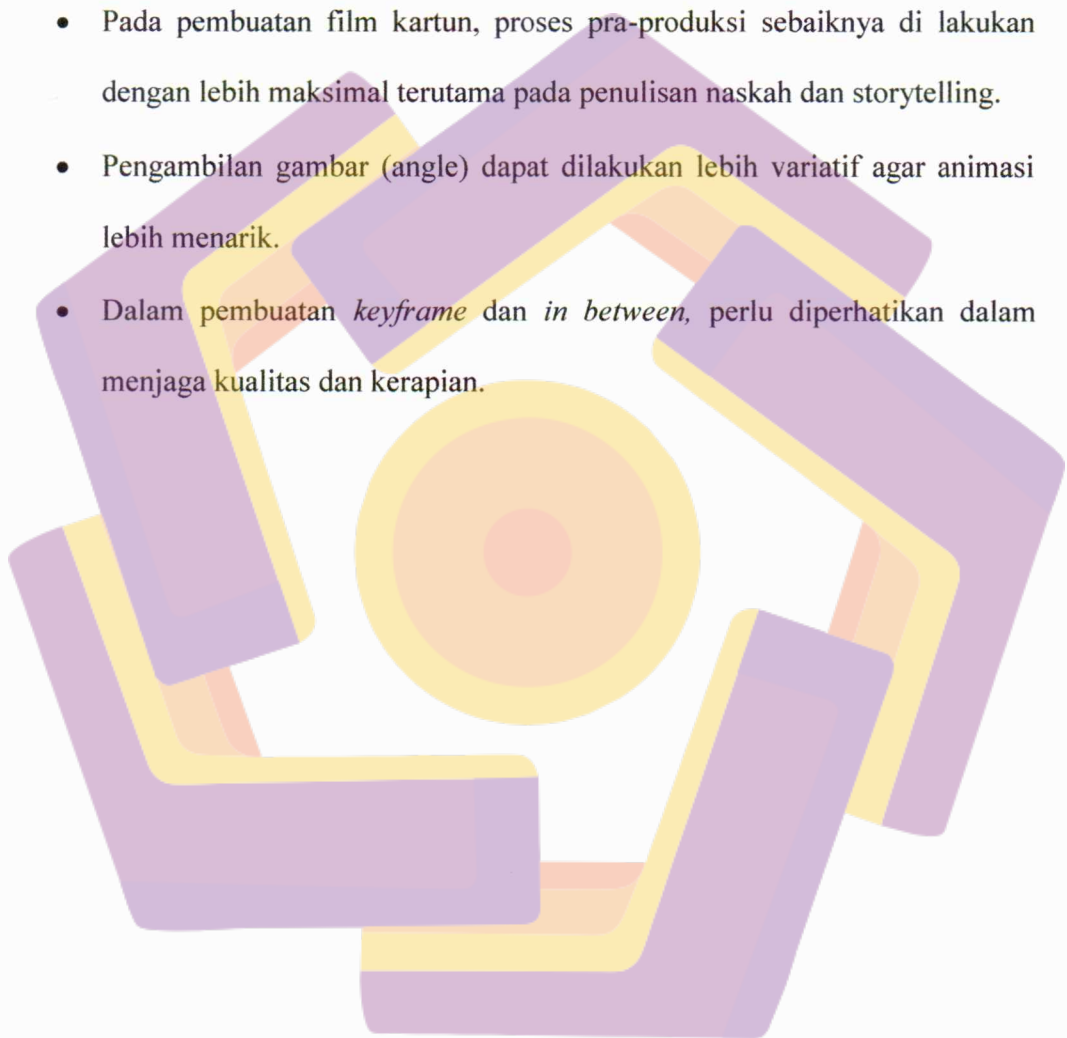 • Pada pembuatan film kartun, proses pra-produksi sebaiknya di lakukan
dengan lebih maksimal terutama pada penulisan naskah dan storytelling.
• Pengambilan gambar (angle) dapat dilakukan lebih variatif agar animasi
lebih menarik.
• Dalam pembuatan keyframe dan in between, perlu diperhatikan dalam
menjaga kualitas dan kerapian.